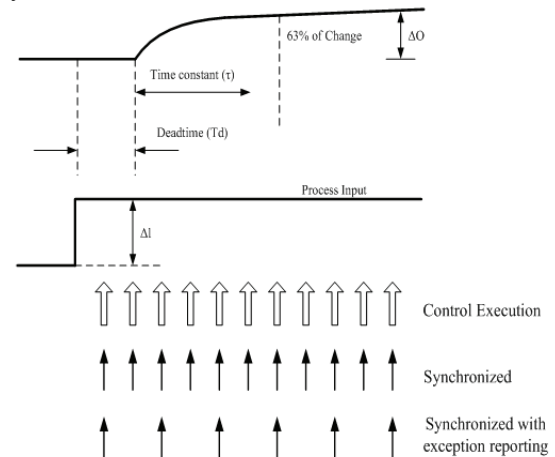 63% of Change
ΔO
Time constant (τ)
Deadtime (Td)
Process Input
ΔI
Control Execution
Synchronized
Synchronized with
exception reporting